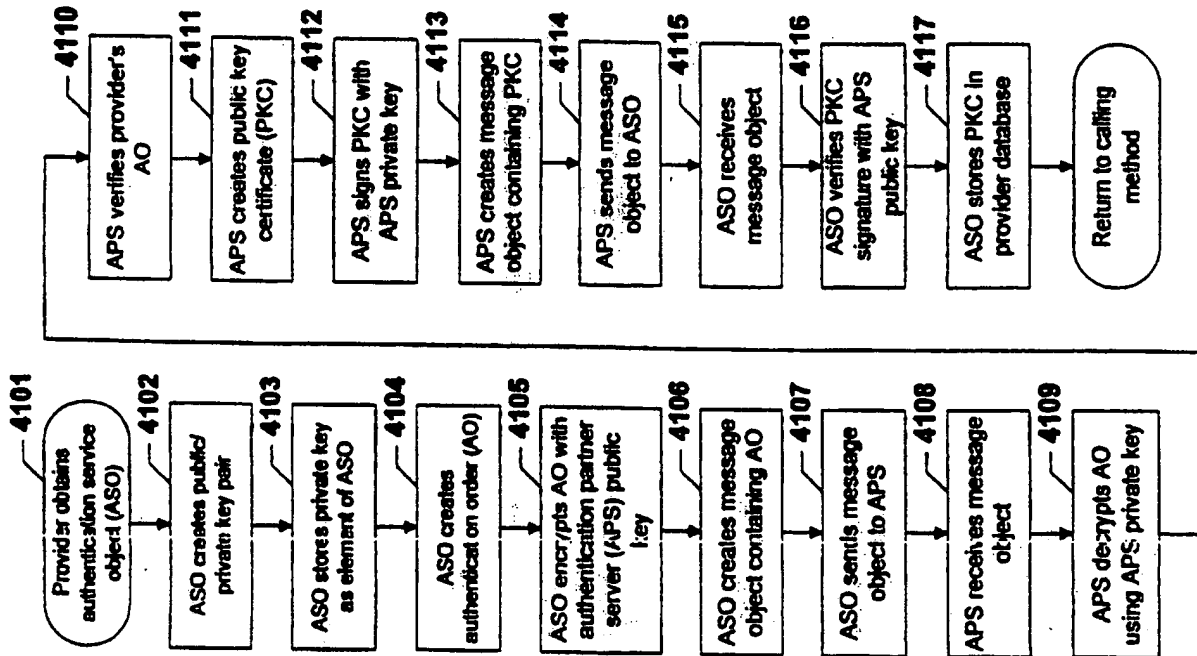 4101
Provider obtains
authentication service
object (ASO)
4102
ASO creates public/
private key pair
4103
ASO stores private key
as element of ASO
4104
ASO creates
authentication order (AO)
4105
ASO encrypts AO with
authentication partner
server (APS) public
key
4106
ASO creates message
object containing AO
4107
ASO sends message
object to APS
4108
APS receives message
object
4109
APS decrypts AO
using APS private key
4110
APS verifies provider's
AO
4111
APS creates public key
certificate (PKC)
4112
APS signs PKC with
APS private key
4113
APS creates message
object containing PKC
4114
APS sends message
object to ASO
4115
ASO receives
message object
4116
ASO verifies PKC
signature with APS
public key
4117
ASO stores PKC in
provider database
Return to calling
method